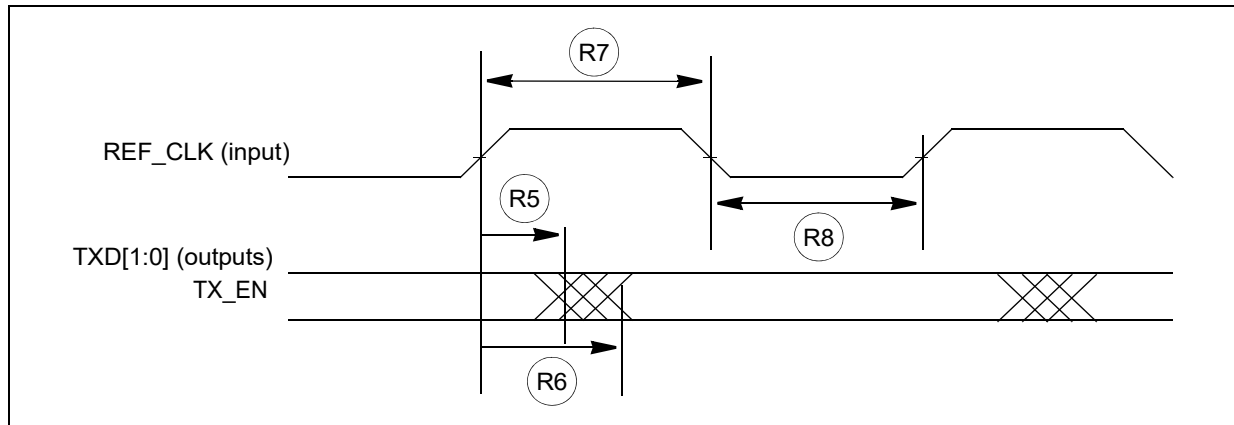 R7
REF_CLK (input)
R5
R8
TXD[1:0] (outputs)
TX_EN
R6